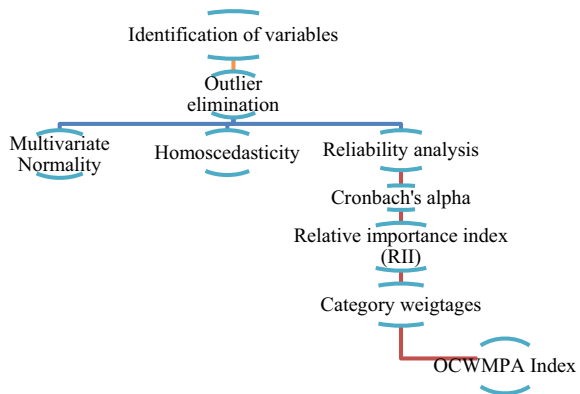 Identification of variables
Outlier
elimination
Multivariate
Normality
Homoscedasticity
Reliability analysis
Cronbach's alpha
Relative importance index
(RII)
Category weigtages
OCWMPA Index